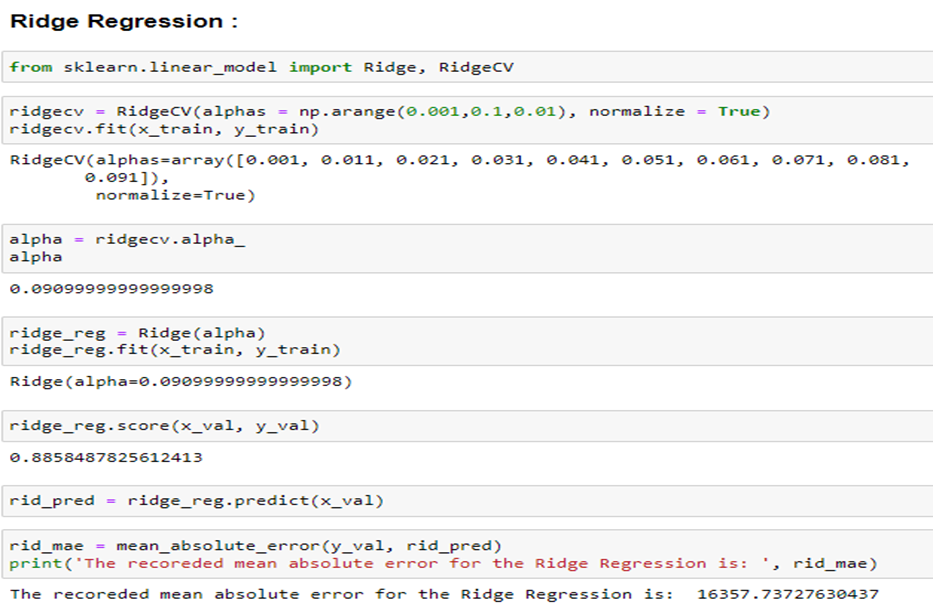 Ridge Regression :
from sklearn.linear_model import Ridge, RidgeCV
ridgecv = RidgeCV(alphas = np.arange(0.001,0.1,0.01), normalize = True)
ridgecv.fit(x_train, y_train)
RidgeCV(alphas=array([0.001, 0.011, 0.021, 0.031, 0.041, 0.051, 0.061, 0.071, 0.081,
       0.091]),
        normalize=True)
alpha = ridgecv.alpha_
alpha
0.09099999999999998
ridge_reg = Ridge(alpha)
ridge_reg.fit(x_train, y_train)
Ridge(alpha=0.09099999999999998)
ridge_reg.score(x_val, y_val)
0.8858487825612413
rid_pred = ridge_reg.predict(x_val)
rid_mae = mean_absolute_error(y_val, rid_pred)
print('The recoreded mean absolute error for the Ridge Regression is: ', rid_mae)
The recoreded mean absolute error for the Ridge Regression is:  16357.73727630437